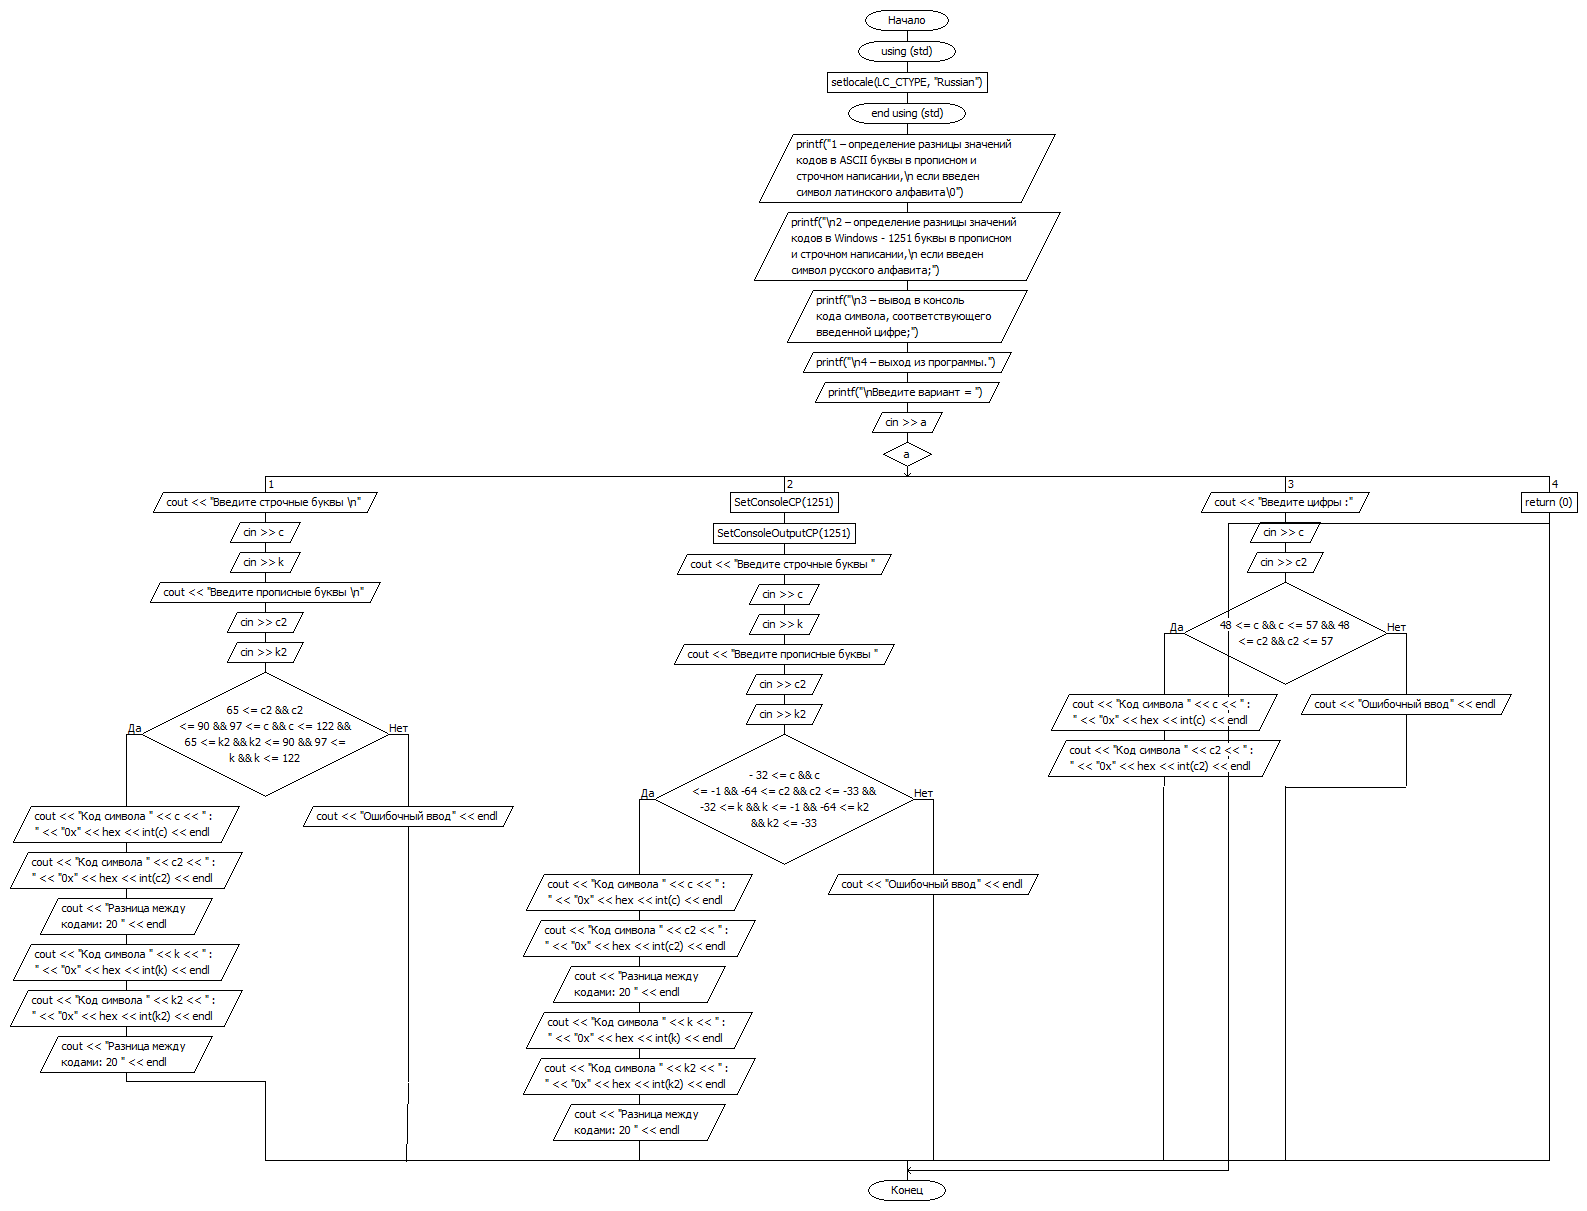 Начало
using (std)
setlocale(LC_CTYPE, "Russian")
end using (std)
printf("1 – определение разницы значений
кодов в ASCII буквы в прописном и
строчном написании,\n если введен
символ латинского алфавита\0")
printf("\n2 – определение разницы значений
кодов в Windows - 1251 буквы в прописном
и строчном написании,\n если введен
символ русского алфавита;")
printf("\n3 – вывод в консоль
кода символа, соответствующего
введенной цифре;")
printf("\n4 – выход из программы.")
printf("\nВведите вариант = ")
cin >> a
a
1
cout << "Введите строчные буквы \n"
cin >> c
cin >> k
cout << "Введите прописные буквы \n"
cin >> c2
cin >> k2
65 <= c2 && c2
<= 90 && 97 <= c && c <= 122 &&
65 <= k2 && k2 <= 90 && 97 <=
k && k <= 122
Да
Нет
cout << "Код символа " << c << " :
" << "0x" << hex << int(c) << endl
cout << "Код символа " << c2 << " :
" << "0x" << hex << int(c2) << endl
cout << "Разница между
кодами: 20 " << endl
cout << "Код символа " << k << " :
" << "0x" << hex << int(k) << endl
cout << "Код символа " << k2 << " :
" << "0x" << hex << int(k2) << endl
cout << "Разница между
кодами: 20 " << endl
cout << "Ошибочный ввод" << endl
2
SetConsoleCP(1251)
SetConsoleOutputCP(1251)
cout << "Введите строчные буквы "
cin >> c
cin >> k
cout << "Введите прописные буквы "
cin >> c2
cin >> k2
- 32 <= c && c
<= -1 && -64 <= c2 && c2 <= -33 &&
-32 <= k && k <= -1 && -64 <= k2
&& k2 <= -33
Да
Нет
cout << "Код символа " << c << " :
" << "0x" << hex << int(c) << endl
cout << "Код символа " << c2 << " :
" << "0x" << hex << int(c2) << endl
cout << "Разница между
кодами: 20 " << endl
cout << "Код символа " << k << " :
" << "0x" << hex << int(k) << endl
cout << "Код символа " << k2 << " :
" << "0x" << hex << int(k2) << endl
cout << "Разница между
кодами: 20 " << endl
cout << "Ошибочный ввод" << endl
3
cout << "Введите цифры :"
cin >> c
cin >> c2
48 <= c && c <= 57 && 48
<= c2 && c2 <= 57
Да
Нет
cout << "Код символа " << c << " :
" << "0x" << hex << int(c) << endl
cout << "Код символа " << c2 << " :
" << "0x" << hex << int(c2) << endl
cout << "Ошибочный ввод" << endl
4
return (0)
Конец